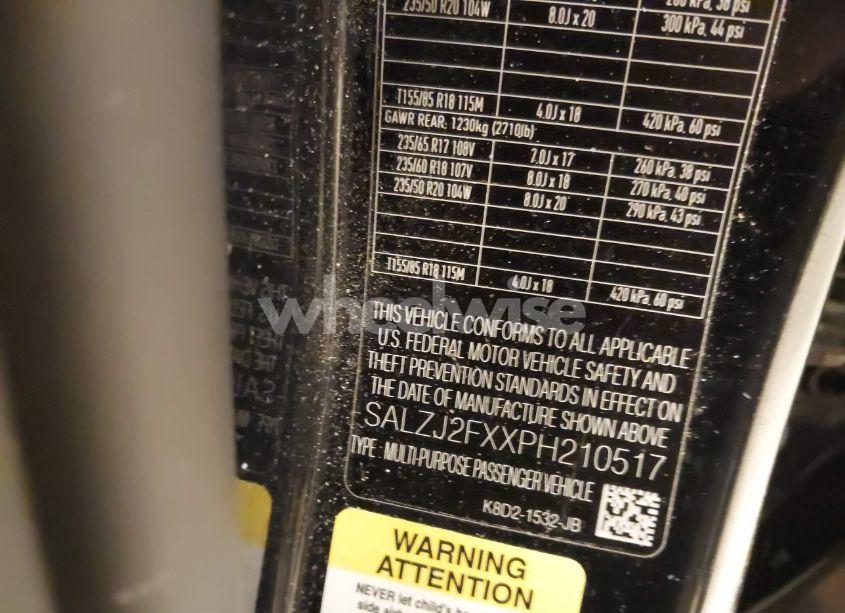 235/50 R20 104W 8.0J x 20 300 kPa, 44 psi
T155/85 R18 115M 4.0J x 18 420 kPa, 60 psi
GAWR REAR: 1230kg (2710lb)
235/65 R17 108V 7.0J x 17 260 kPa, 38 psi
235/60 R18 107V 8.0J x 18 270 kPa, 40 psi
235/50 R20 104W 8.0J x 20 290 kPa, 43 psi
T155/85 R18 115M 4.0J x 18 420 kPa, 60 psi
wheelwise
THIS VEHICLE CONFORMS TO ALL APPLICABLE
U.S. FEDERAL MOTOR VEHICLE SAFETY AND
THEFT PREVENTION STANDARDS IN EFFECT ON
THE DATE OF MANUFACTURE SHOWN ABOVE
SALZJ2FXXPH210517
TYPE : MULTI-PURPOSE PASSENGER VEHICLE
K8D2-1532-JB
WARNING
ATTENTION
NEVER let child's
side